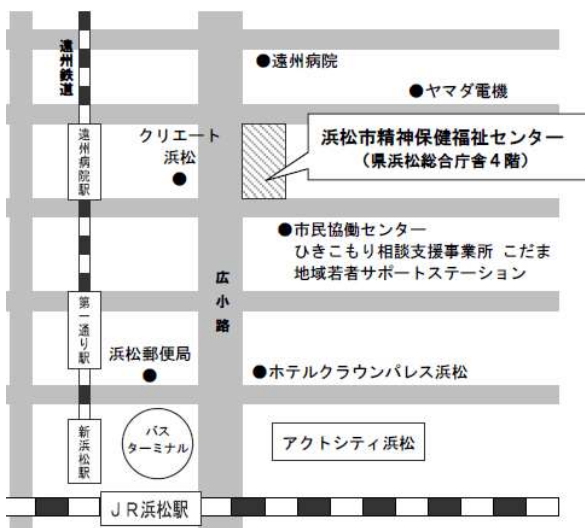 遠州鉄道
●遠州病院
●ヤマダ電機
遠州病院駅
クリエート
浜松
●
浜松市精神保健福祉センター
（県浜松総合庁舎４階）
●市民協働センター
ひきこもり相談支援事業所 こだま
地域若者サポートステーション
広小路
第一通り駅
浜松郵便局
●
●ホテルクラウンパレス浜松
新浜松駅
バス
ターミナル
アクトシティ浜松
ＪＲ浜松駅